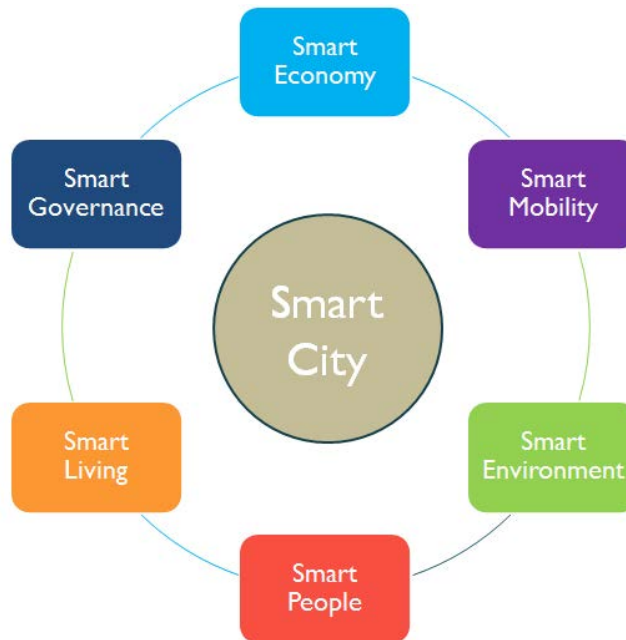 Smart
Economy
Smart
Governance
Smart
Mobility
Smart
City
Smart
Living
Smart
Environment
Smart
People